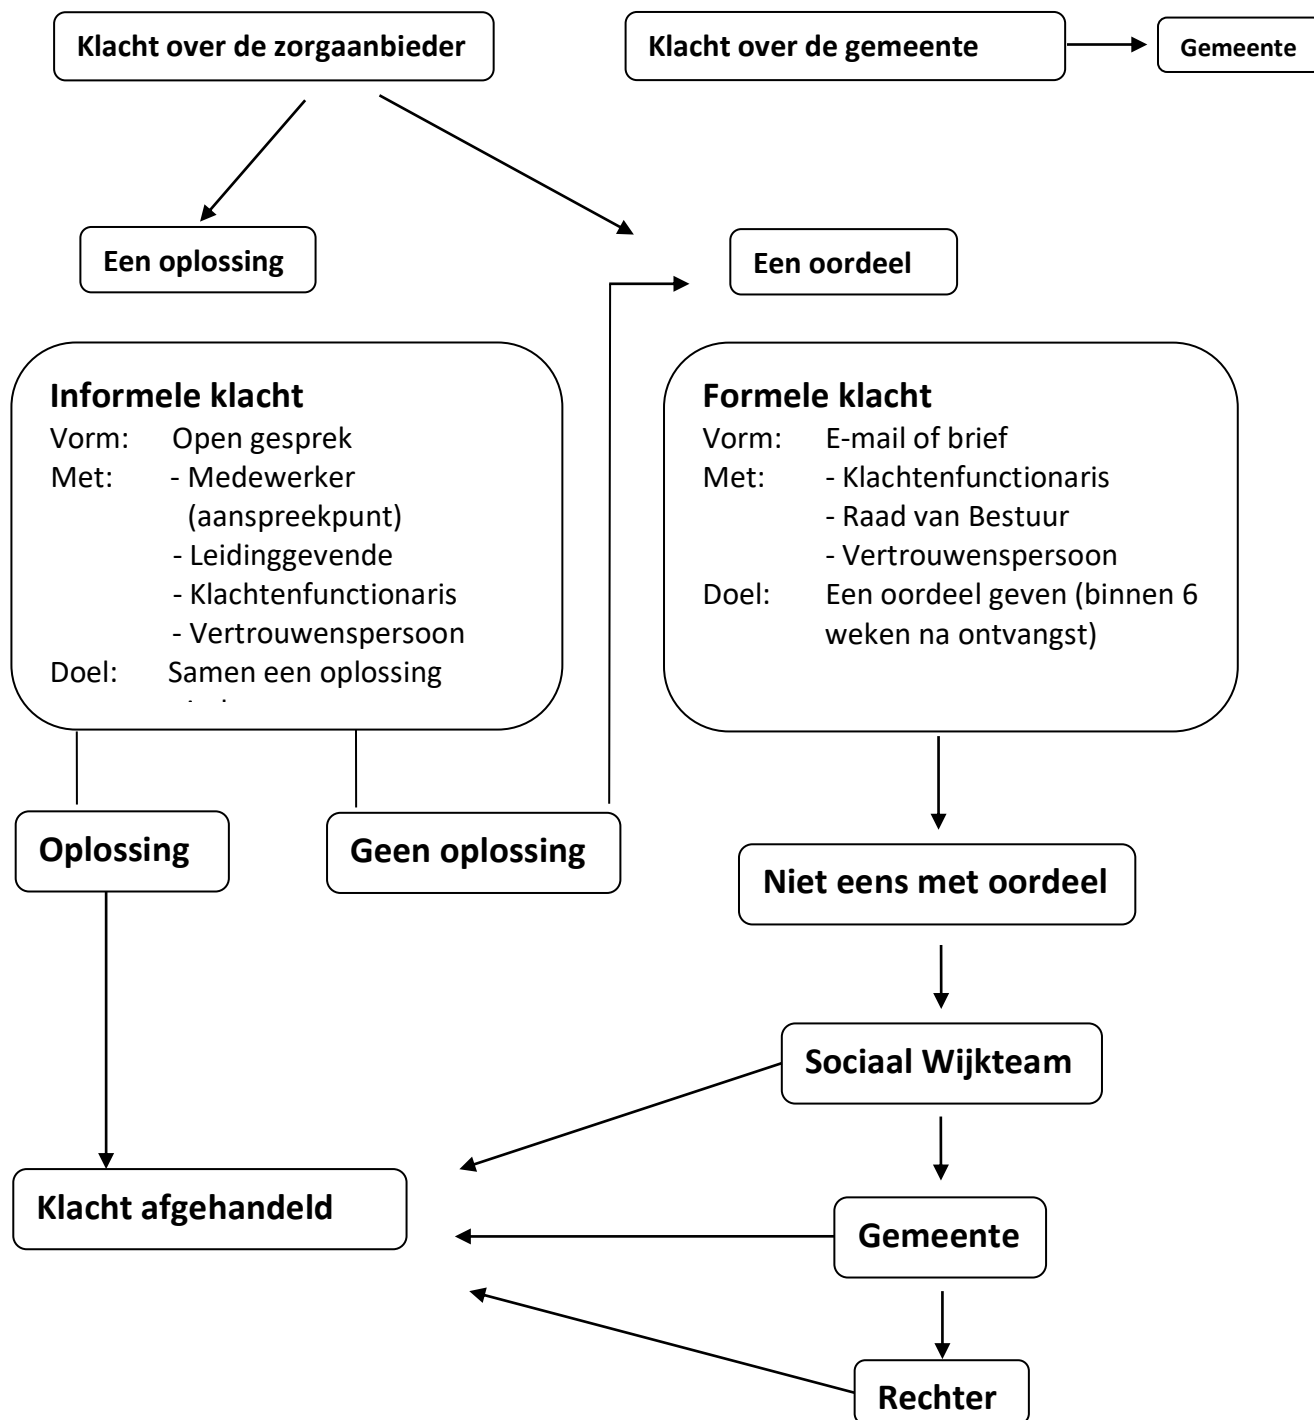 Klacht over de zorgaanbieder
Klacht over de gemeente
Gemeente
Een oplossing
Een oordeel
Informele klacht
Vorm: Open gesprek
Met: - Medewerker
(aanspreekpunt)
- Leidinggevende
- Klachtenfunctionaris
- Vertrouwenspersoon
Doel: Samen een oplossing
Formele klacht
Vorm: E-mail of brief
Met: - Klachtenfunctionaris
- Raad van Bestuur
- Vertrouwenspersoon
Doel: Een oordeel geven (binnen 6
weken na ontvangst)
Oplossing
Geen oplossing
Niet eens met oordeel
Sociaal Wijkteam
Klacht afgehandeld
Gemeente
Rechter